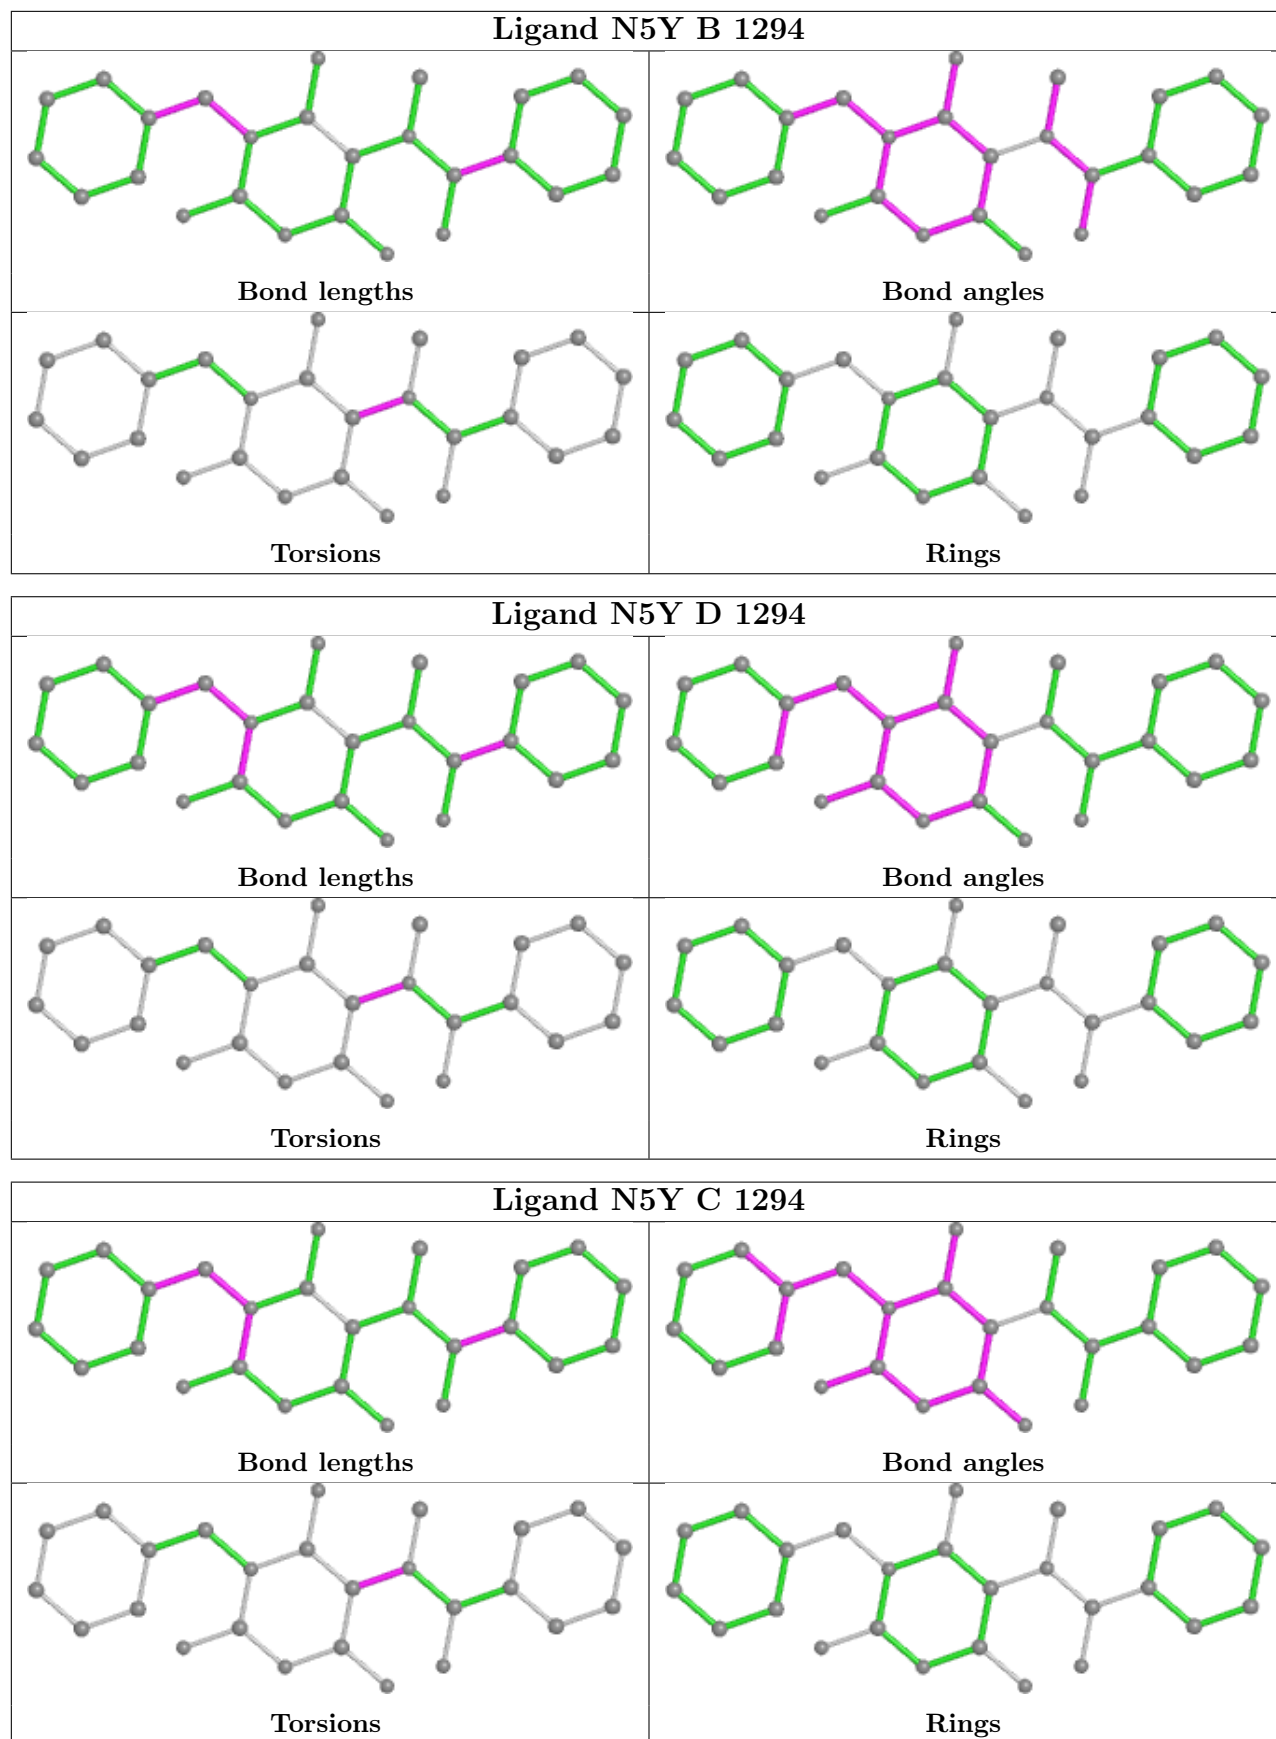 Ligand N5Y B 1294
Bond lengths
Bond angles
Torsions
Rings
Ligand N5Y D 1294
Bond lengths
Bond angles
Torsions
Rings
Ligand N5Y C 1294
Bond lengths
Bond angles
Torsions
Rings